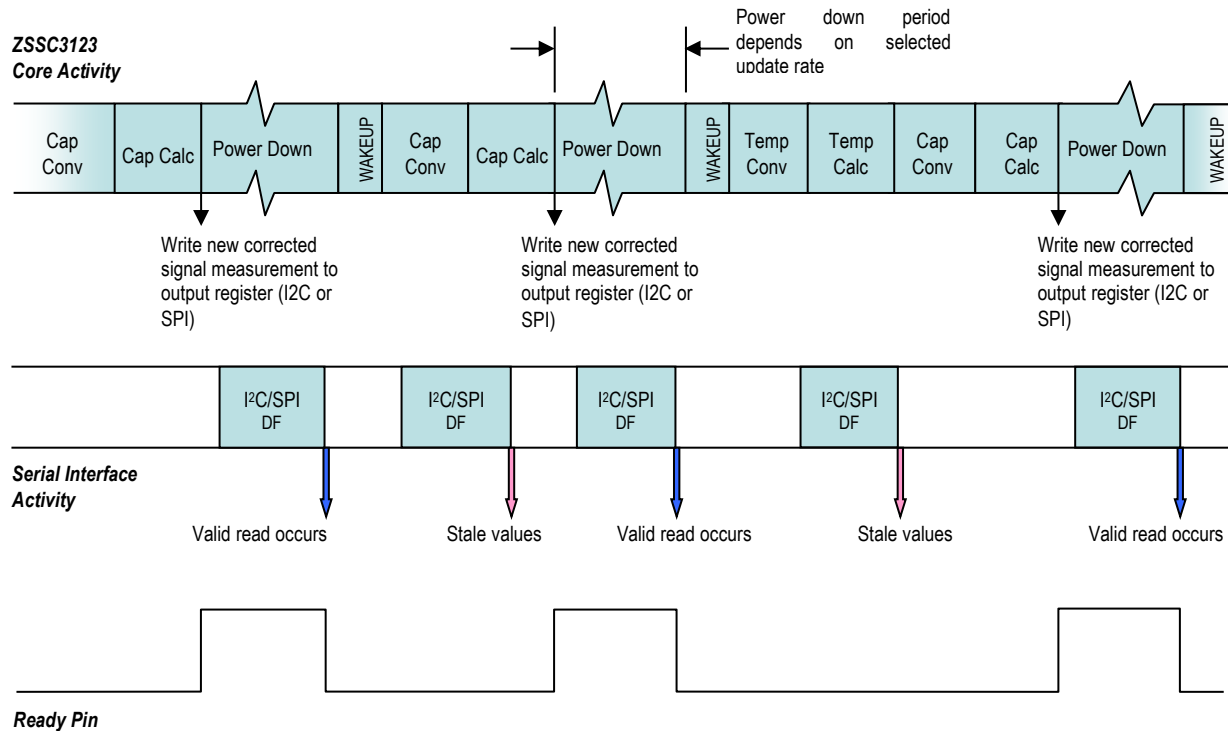 Power down period
depends on selected
update rate
ZSSC3123
Core Activity
Cap
Conv
Cap Calc
Power Down
WAKEUP
Cap
Conv
Cap Calc
Power Down
WAKEUP
Temp
Conv
Temp
Calc
Cap
Conv
Cap
Calc
Power Down
WAKEUP
Write new corrected
signal measurement to
output register (I2C or
SPI)
Write new corrected
signal measurement to
output register (I2C or
SPI)
Write new corrected
signal measurement to
output register (I2C or
SPI)
I²C/SPI
DF
I²C/SPI
DF
I²C/SPI
DF
I²C/SPI
DF
I²C/SPI
DF
Serial Interface
Activity
Valid read occurs
Stale values
Valid read occurs
Stale values
Valid read occurs
Ready Pin